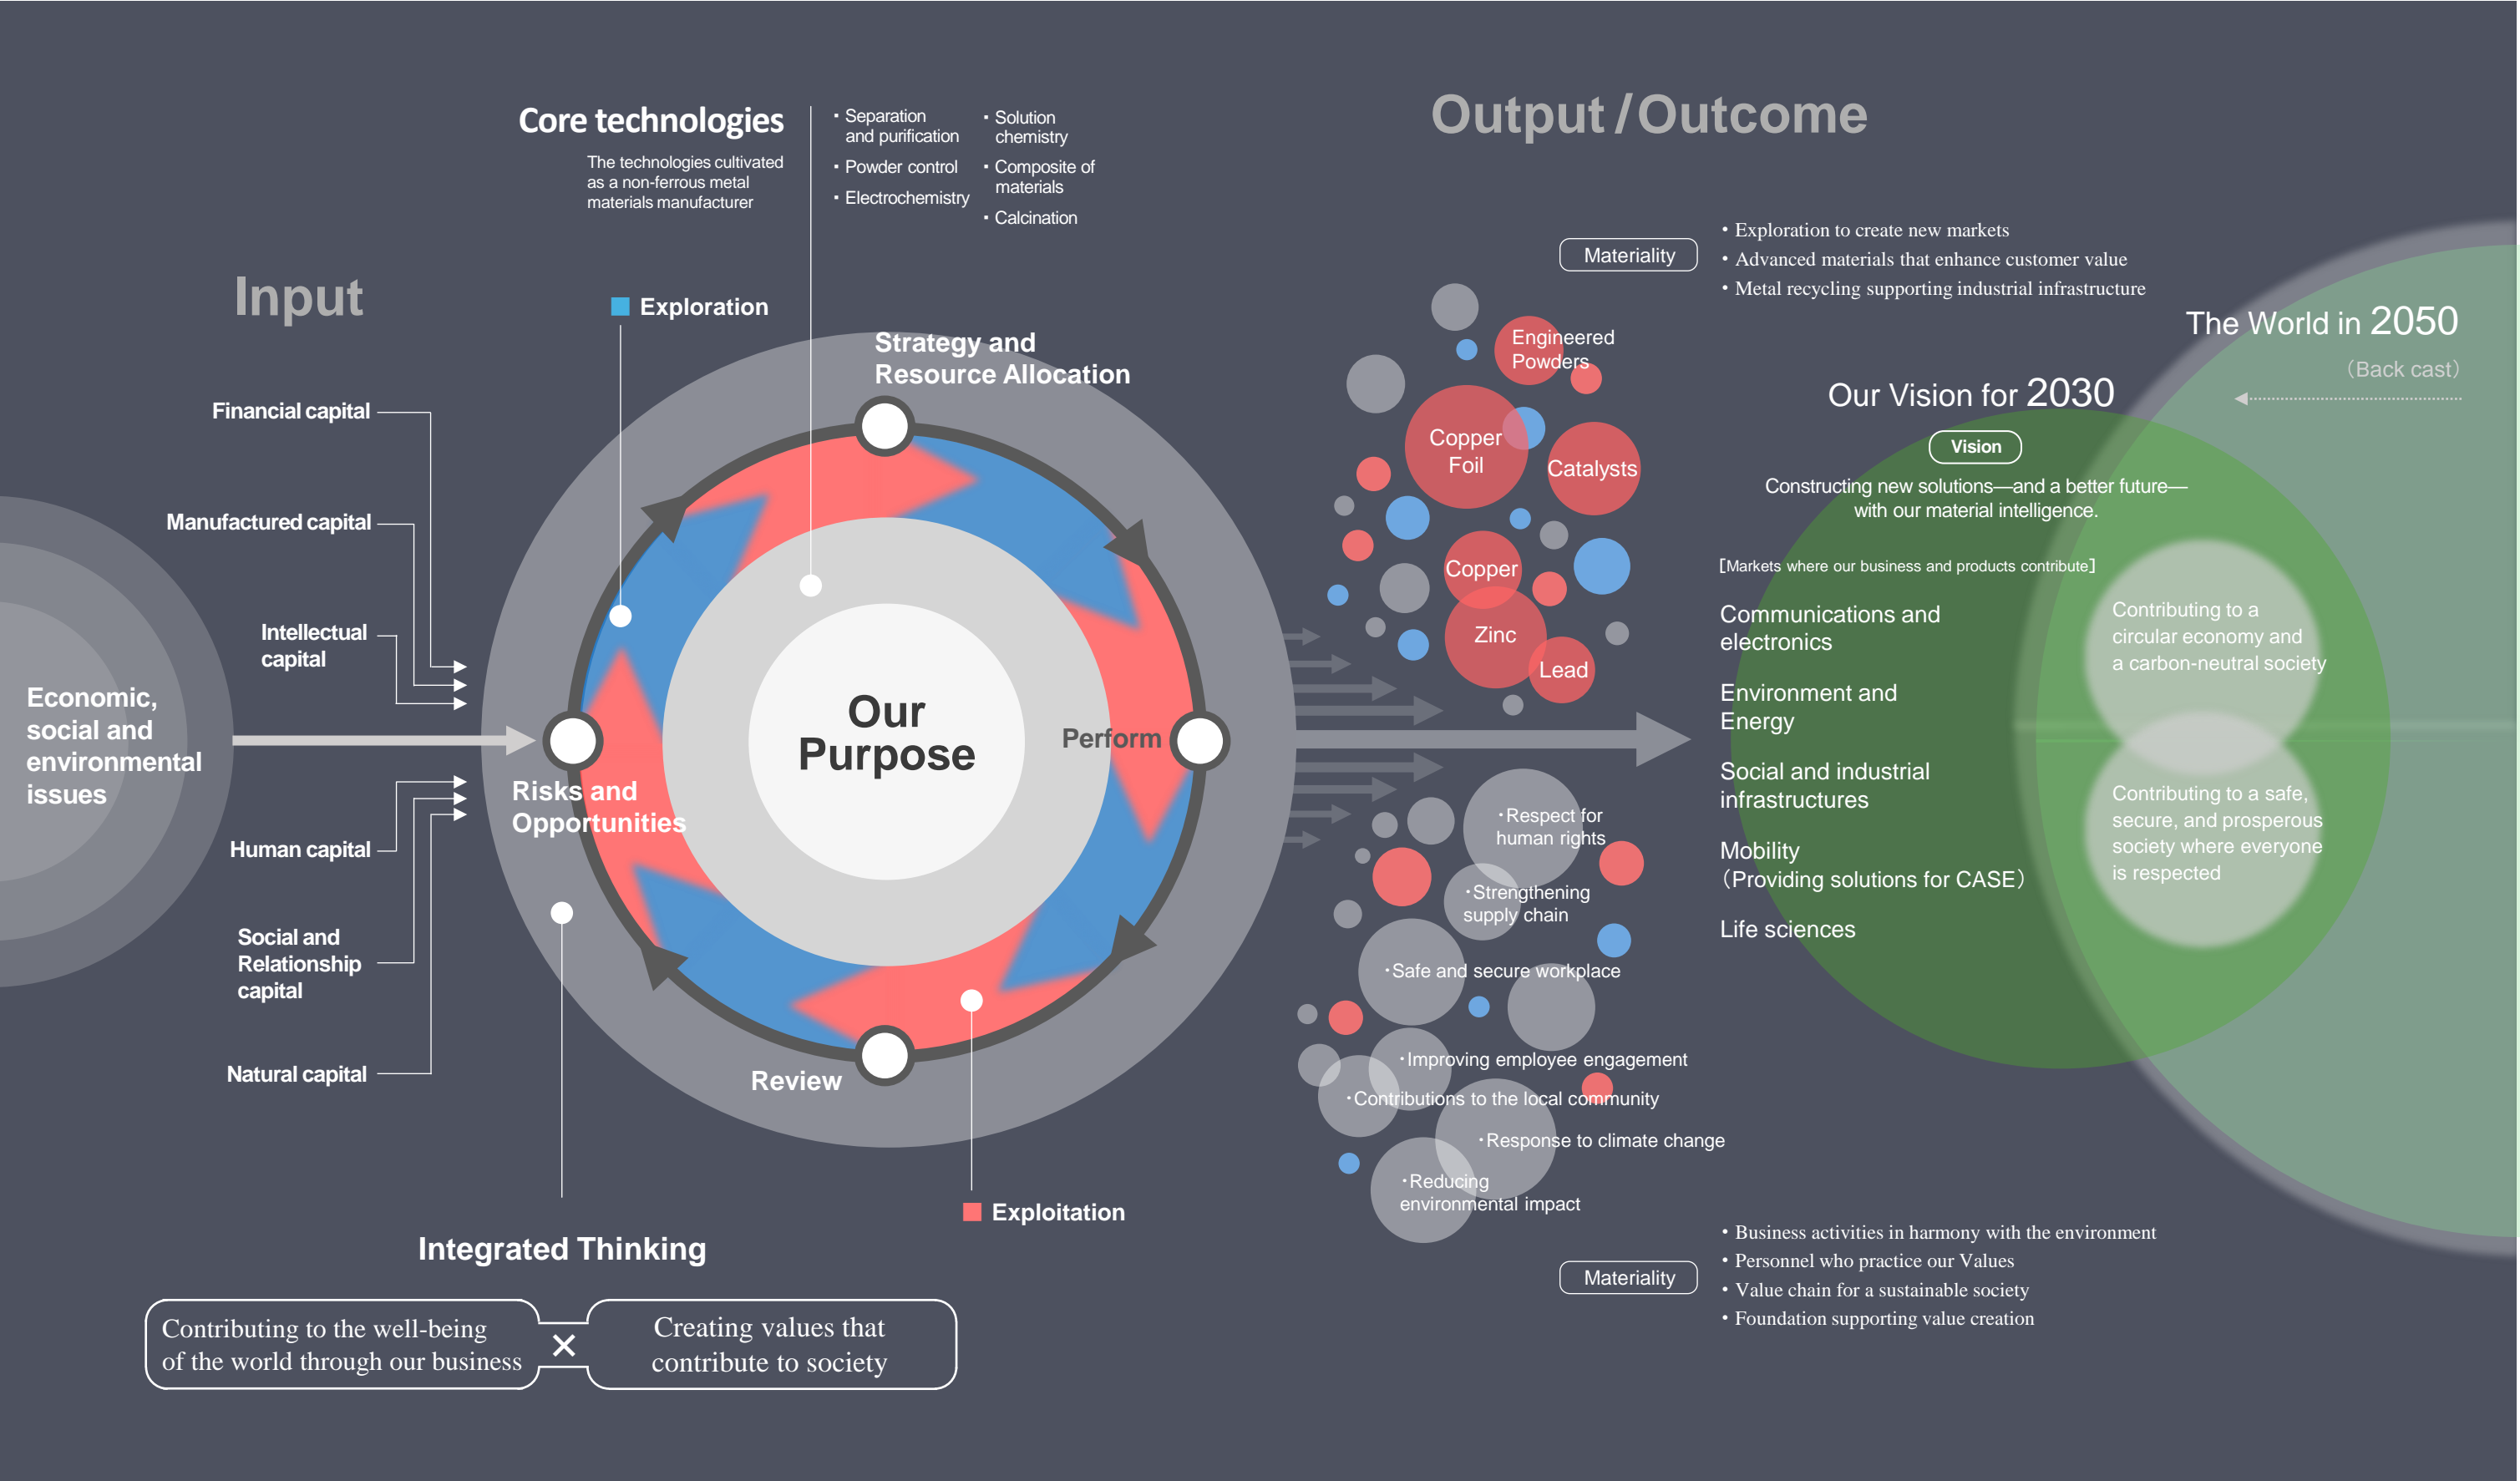 Core technologies
The technologies cultivated
as a non-ferrous metal
materials manufacturer
▪ Separation
and purification
▪ Powder control
▪ Electrochemistry
▪ Solution
chemistry
▪ Composite of
materials
▪ Calcination
Input
Financial capital
Manufactured capital
Intellectual
capital
Economic,
social and
environmental
issues
Human capital
Social and
Relationship
capital
Natural capital
Exploration
Strategy and
Resource Allocation
Our
Purpose
Perform
Risks and
Opportunities
Review
Exploitation
Integrated Thinking
Contributing to the well-being
of the world through our business
×
Creating values that
contribute to society
Output / Outcome
Materiality
• Exploration to create new markets
• Advanced materials that enhance customer value
• Metal recycling supporting industrial infrastructure
Engineered
Powders
Copper
Foil
Catalysts
Copper
Zinc
Lead
・Respect for
human rights
・Strengthening
supply chain
・Safe and secure workplace
・Improving employee engagement
・Contributions to the local community
・Response to climate change
・Reducing
environmental impact
Materiality
• Business activities in harmony with the environment
• Personnel who practice our Values
• Value chain for a sustainable society
• Foundation supporting value creation
The World in 2050
（Back cast）
Our Vision for 2030
Vision
Constructing new solutions—and a better future—
with our material intelligence.
[Markets where our business and products contribute]
Communications and
electronics
Environment and
Energy
Social and industrial
infrastructures
Mobility
（Providing solutions for CASE）
Life sciences
Contributing to a
circular economy and
a carbon-neutral society
Contributing to a safe,
secure, and prosperous
society where everyone
is respected